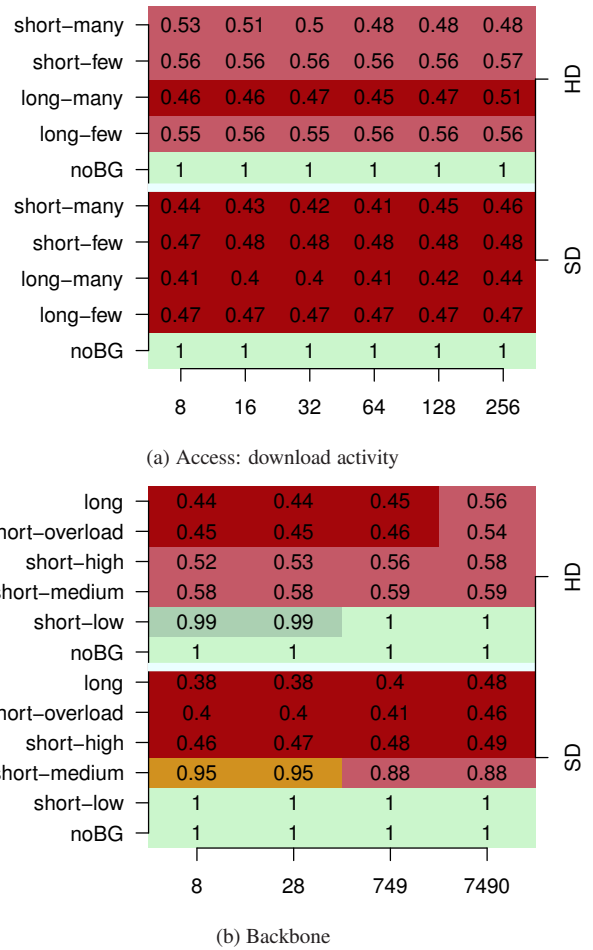 short−many 0.53 0.51 0.5 0.48 0.48 0.48
short−few 0.56 0.56 0.56 0.56 0.56 0.57
long−many 0.46 0.46 0.47 0.45 0.47 0.51
long−few 0.55 0.56 0.55 0.56 0.56 0.56
noBG 1 1 1 1 1 1
HD
short−many 0.44 0.43 0.42 0.41 0.45 0.46
short−few 0.47 0.48 0.48 0.48 0.48 0.48
long−many 0.41 0.4 0.4 0.41 0.42 0.44
long−few 0.47 0.47 0.47 0.47 0.47 0.47
noBG 1 1 1 1 1 1
SD
8 16 32 64 128 256
(a) Access: download activity
long 0.44 0.44 0.45 0.56
hort−overload 0.45 0.45 0.46 0.54
short−high 0.52 0.53 0.56 0.58
short−medium 0.58 0.58 0.59 0.59
short−low 0.99 0.99 1 1
noBG 1 1 1 1
HD
long 0.38 0.38 0.4 0.48
hort−overload 0.4 0.4 0.41 0.46
short−high 0.46 0.47 0.48 0.49
short−medium 0.95 0.95 0.88 0.88
short−low 1 1 1 1
noBG 1 1 1 1
SD
8 28 749 7490
(b) Backbone